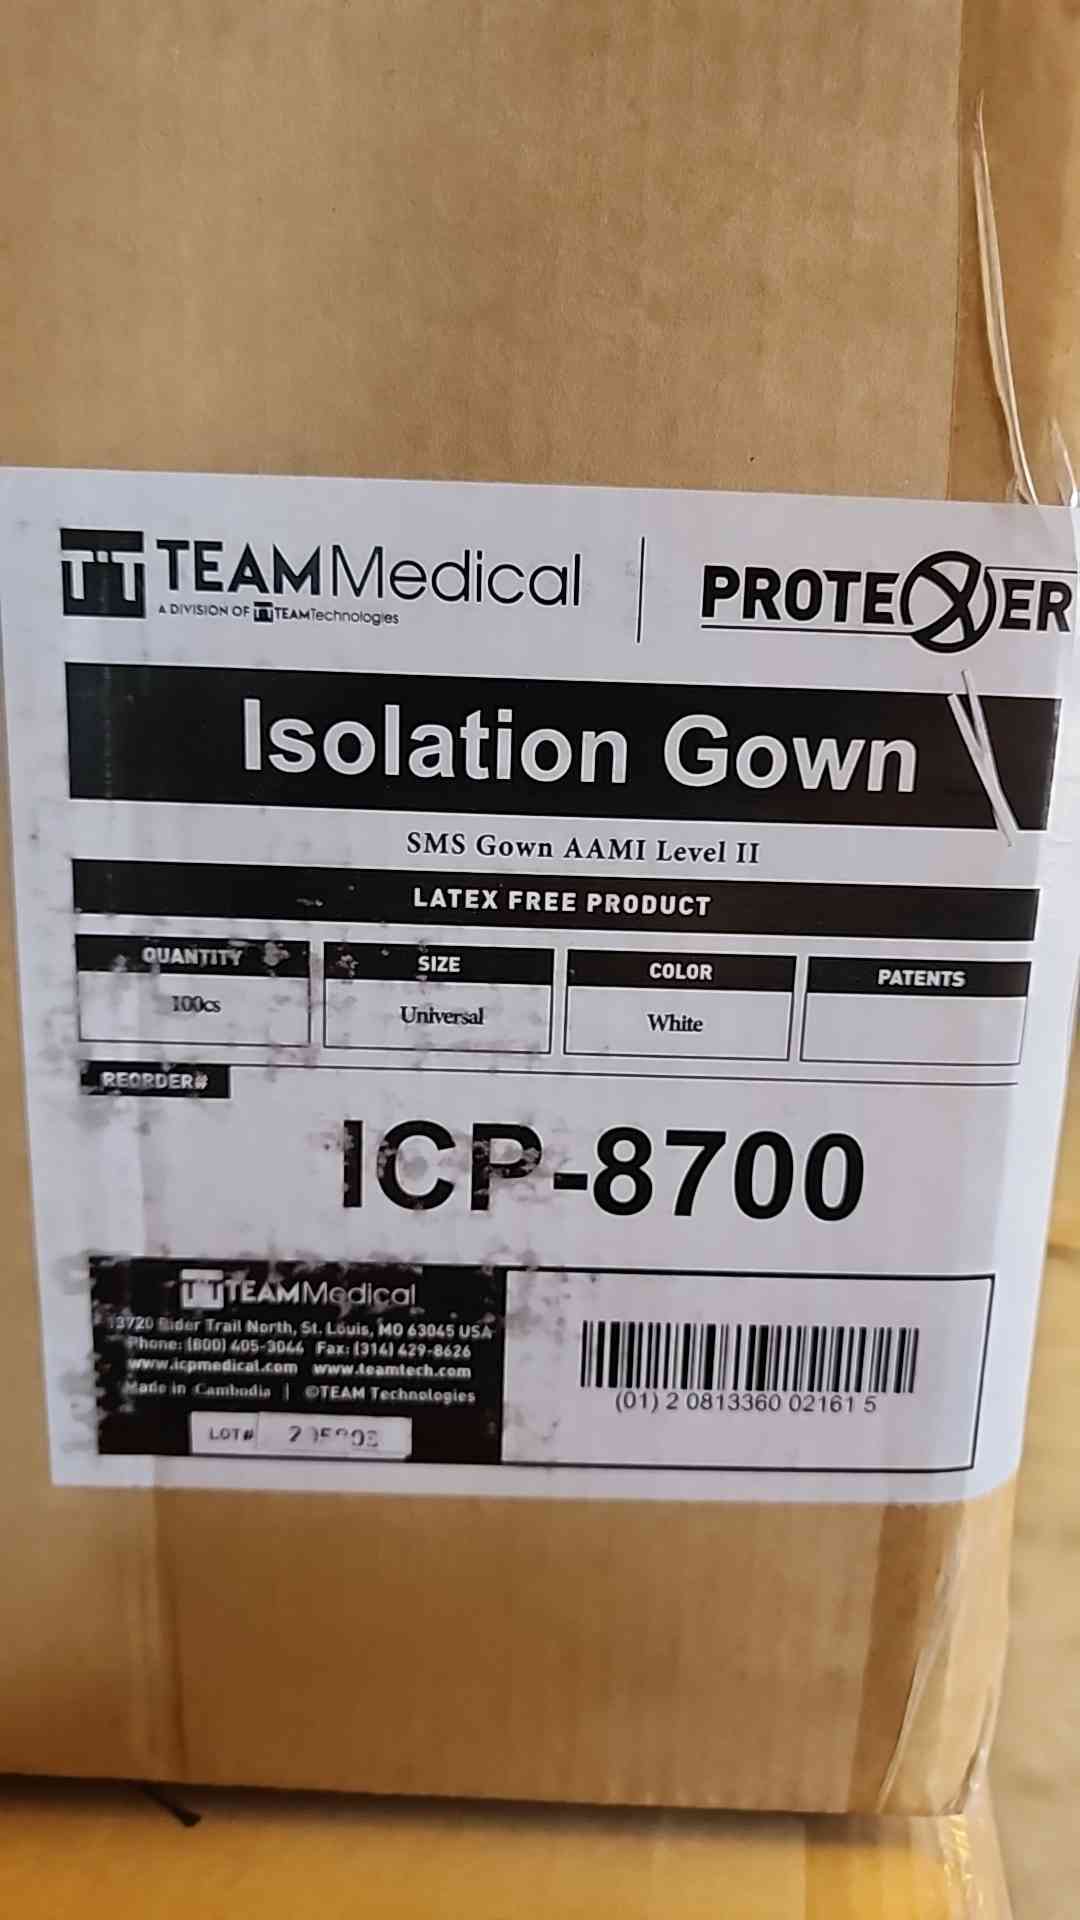 TEAMMedical
A DIVISION OF TEAMTechnologies
PROTEXER
Isolation Gown
SMS Gown AAMI Level II
LATEX FREE PRODUCT
QUANTITY SIZE COLOR PATENTS
100cs Universal White
REORDER#
ICP-8700
TEAMMedical
13720 Rider Trail North, St. Louis, MO 63045 USA
Phone: (800) 405-3044 Fax: (314) 429-8626
www.icpmedical.com www.teamtech.com
Made in Cambodia | ©TEAM Technologies
LOT#
(01) 2 0813360 02161 5